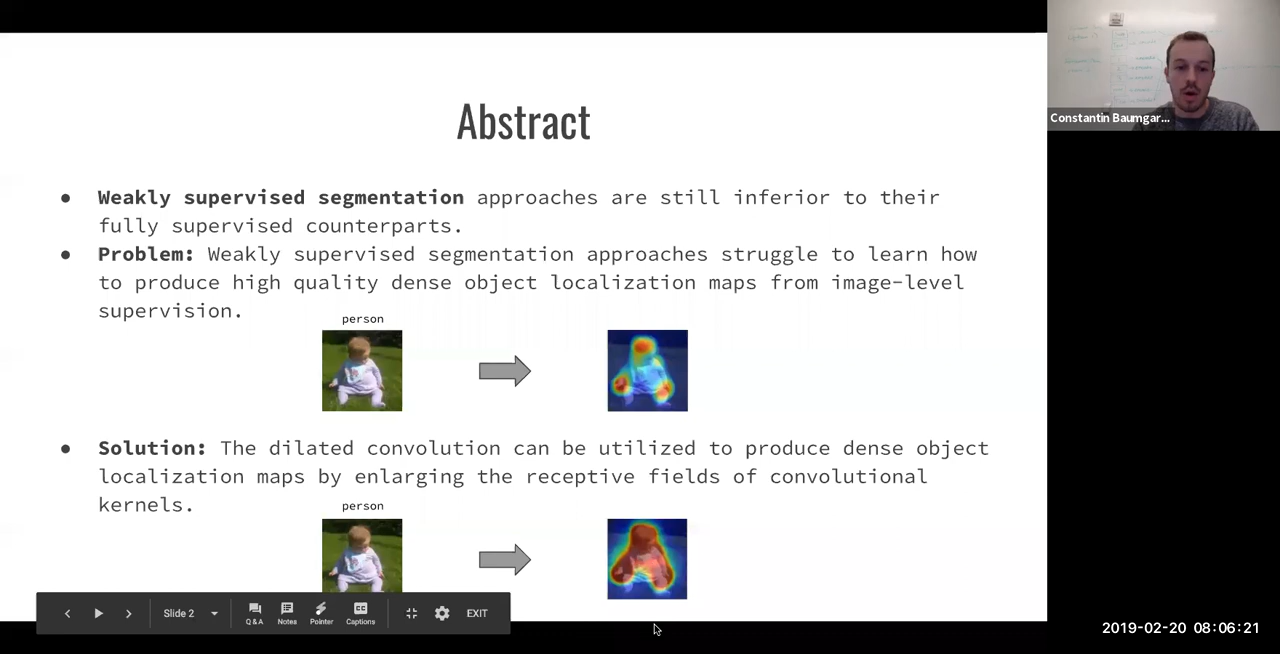 Abstract
● Weakly supervised segmentation approaches are still inferior to their
fully supervised counterparts.
● Problem: Weakly supervised segmentation approaches struggle to learn how
to produce high quality dense object localization maps from image-level
supervision.
person
● Solution: The dilated convolution can be utilized to produce dense object
localization maps by enlarging the receptive fields of convolutional
kernels.
person
Slide 2
Q & A
Notes
Pointer
CC
Captions
EXIT
Constantin Baumgar...
2019-02-20 08:06:21